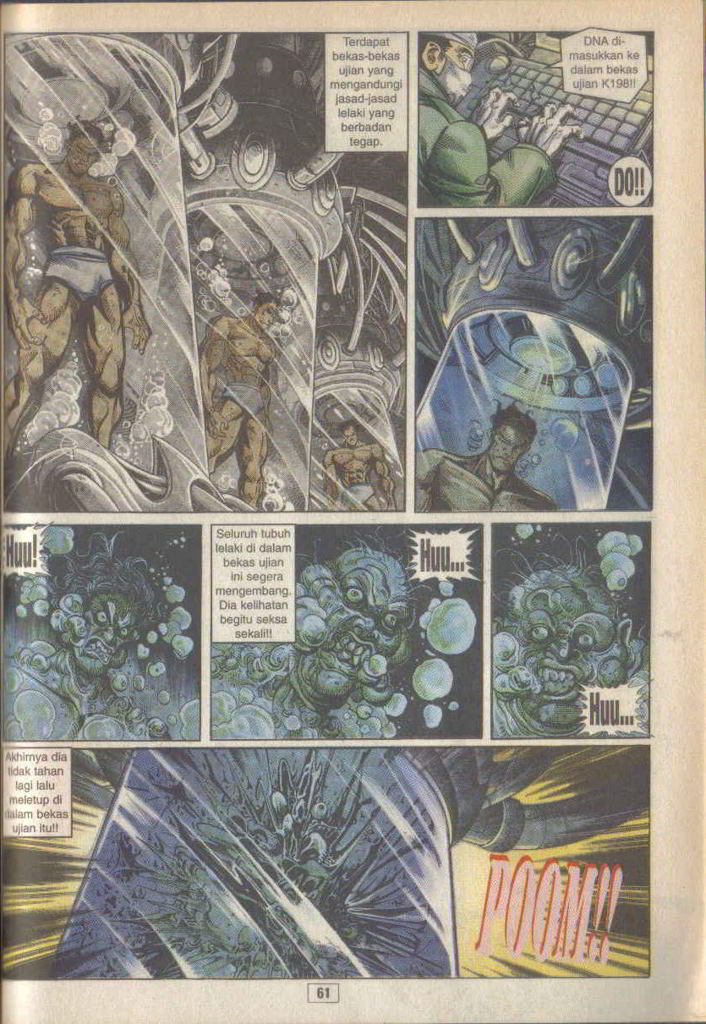 Terdapat
bekas-bekas
ujian yang
mengandungi
jasad-jasad
lelaki yang
berbadan
tegap.
DNA di-
masukkan ke
dalam bekas
ujian K198!!
DO!!
Huu!
Seluruh tubuh
lelaki di dalam
bekas ujian
ini segera
mengembang.
Dia kelihatan
begitu seksa
sekali!!
Huu...
Huu...
Akhirnya dia
tidak tahan
lagi lalu
meletup di
dalam bekas
ujian itu!!
POOM!!
61